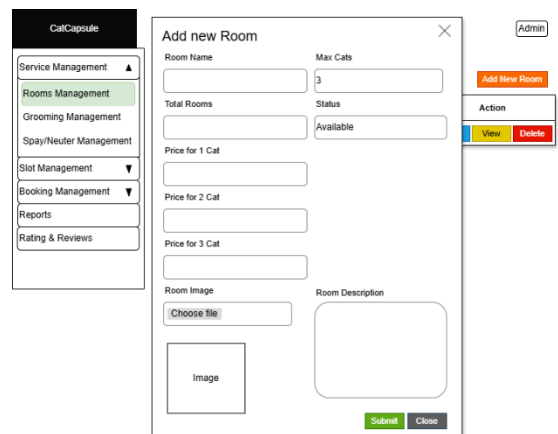 CatCapsule
Service Management ▲
Rooms Management
Grooming Management
Spay/Neuter Management
Slot Management ▼
Booking Management ▼
Reports
Rating & Reviews
Add new Room
Room Name
Max Cats
3
Total Rooms
Status
Available
Price for 1 Cat
Price for 2 Cat
Price for 3 Cat
Room Image
Choose file
Room Description
Image
Submit Close
Admin
Add New Room
Action
View Delete